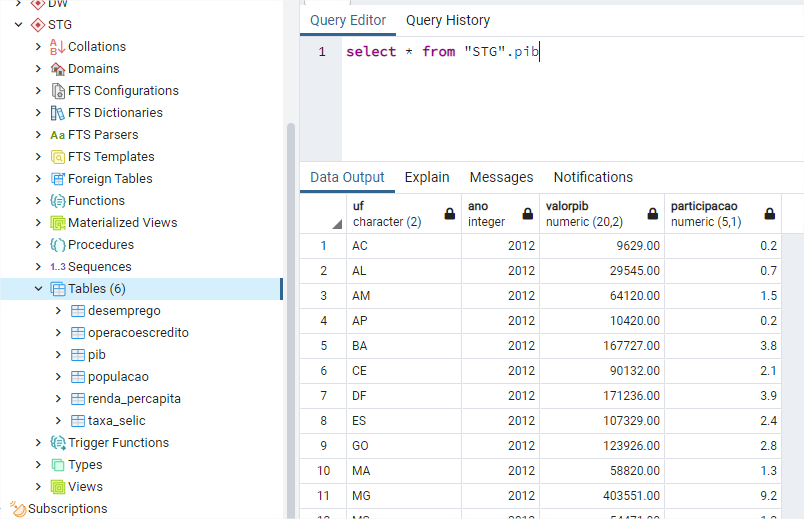 DW
STG
Collations
Domains
FTS Configurations
FTS Dictionaries
Aa FTS Parsers
FTS Templates
Foreign Tables
Functions
Materialized Views
Procedures
1..3 Sequences
Tables (6)
desemprego
operacoescredito
pib
populacao
renda_percapita
taxa_selic
Trigger Functions
Types
Views
Subscriptions
Query Editor Query History
1 select * from "STG".pib
Data Output Explain Messages Notifications
uf ano valorpib participacao
character (2) integer numeric (20,2) numeric (5,1)
1 AC 2012 9629.00 0.2
2 AL 2012 29545.00 0.7
3 AM 2012 64120.00 1.5
4 AP 2012 10420.00 0.2
5 BA 2012 167727.00 3.8
6 CE 2012 90132.00 2.1
7 DF 2012 171236.00 3.9
8 ES 2012 107329.00 2.4
9 GO 2012 123926.00 2.8
10 MA 2012 58820.00 1.3
11 MG 2012 403551.00 9.2